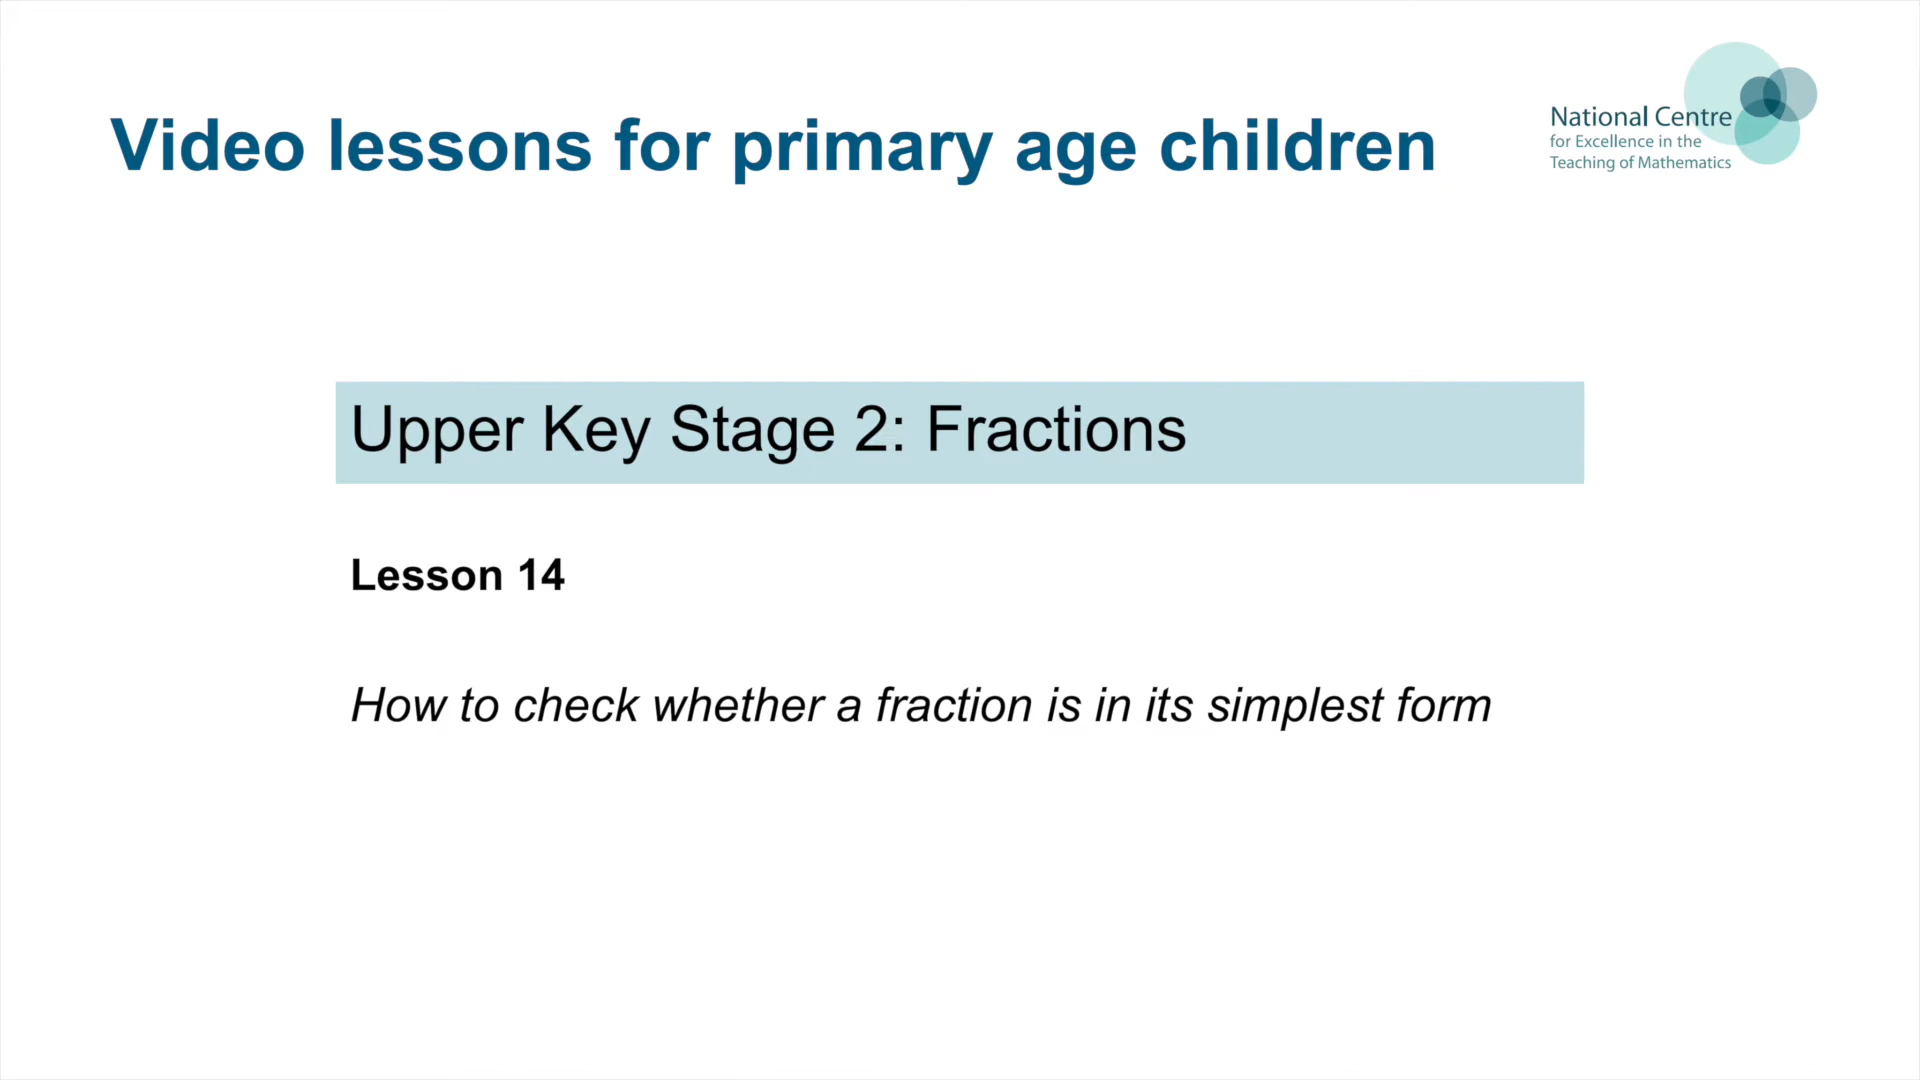 Video lessons for primary age children
National Centre
for Excellence in the
Teaching of Mathematics
Upper Key Stage 2: Fractions
Lesson 14
How to check whether a fraction is in its simplest form